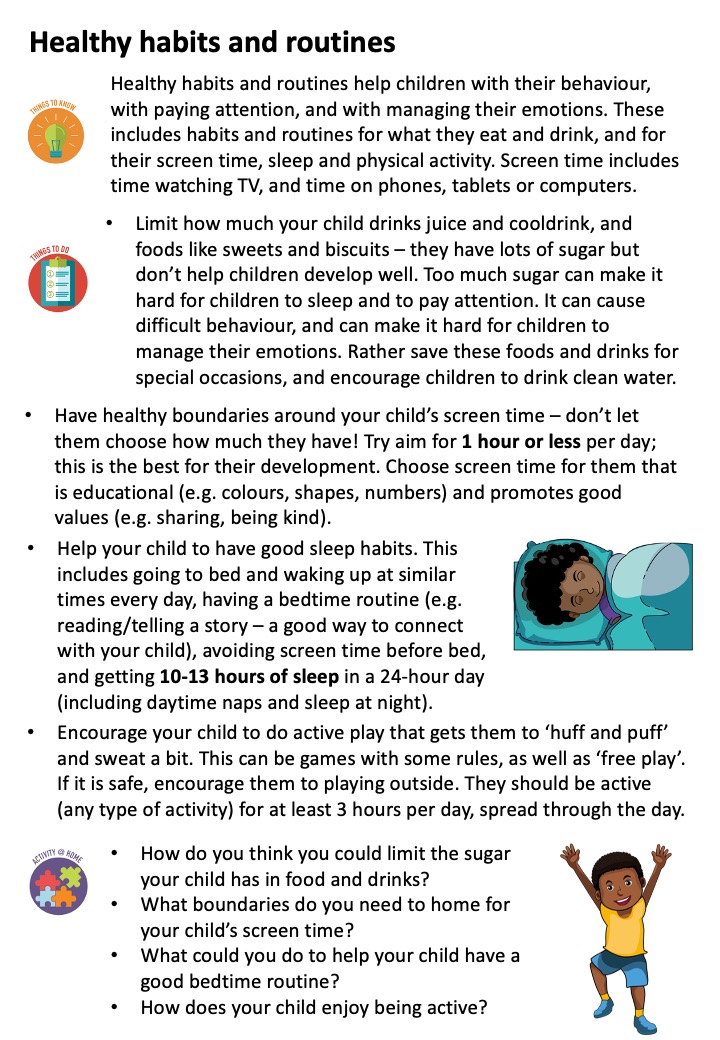 Healthy habits and routines
THINGS TO KNOW
Healthy habits and routines help children with their behaviour,
with paying attention, and with managing their emotions. These
includes habits and routines for what they eat and drink, and for
their screen time, sleep and physical activity. Screen time includes
time watching TV, and time on phones, tablets or computers.
THINGS TO DO
1
2
3
• Limit how much your child drinks juice and cooldrink, and
foods like sweets and biscuits – they have lots of sugar but
don’t help children develop well. Too much sugar can make it
hard for children to sleep and to pay attention. It can cause
difficult behaviour, and can make it hard for children to
manage their emotions. Rather save these foods and drinks for
special occasions, and encourage children to drink clean water.
• Have healthy boundaries around your child’s screen time – don’t let
them choose how much they have! Try aim for 1 hour or less per day;
this is the best for their development. Choose screen time for them that
is educational (e.g. colours, shapes, numbers) and promotes good
values (e.g. sharing, being kind).
• Help your child to have good sleep habits. This
includes going to bed and waking up at similar
times every day, having a bedtime routine (e.g.
reading/telling a story – a good way to connect
with your child), avoiding screen time before bed,
and getting 10-13 hours of sleep in a 24-hour day
(including daytime naps and sleep at night).
• Encourage your child to do active play that gets them to ‘huff and puff’
and sweat a bit. This can be games with some rules, as well as ‘free play’.
If it is safe, encourage them to playing outside. They should be active
(any type of activity) for at least 3 hours per day, spread through the day.
ACTIVITY @ HOME
• How do you think you could limit the sugar
your child has in food and drinks?
• What boundaries do you need to home for
your child’s screen time?
• What could you do to help your child have a
good bedtime routine?
• How does your child enjoy being active?